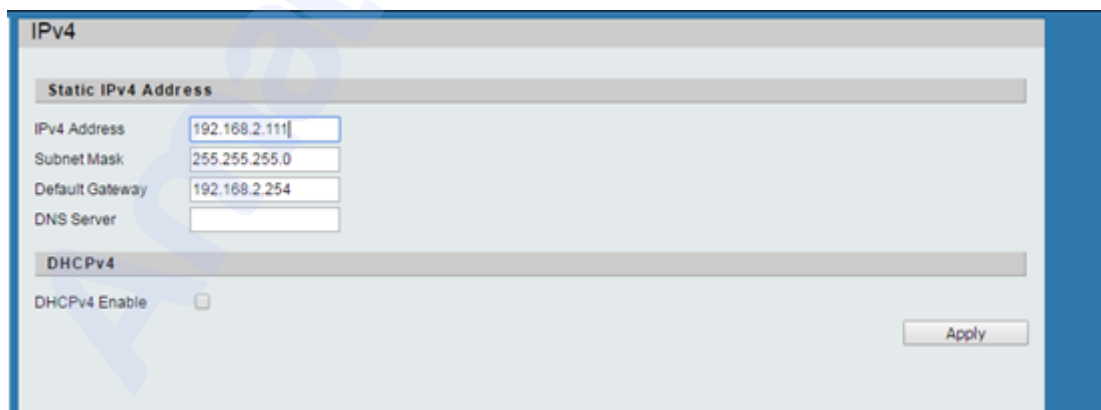 IPv4
Static IPv4 Address
IPv4 Address 192.168.2.111
Subnet Mask 255.255.255.0
Default Gateway 192.168.2.254
DNS Server
DHCPv4
DHCPv4 Enable
Apply